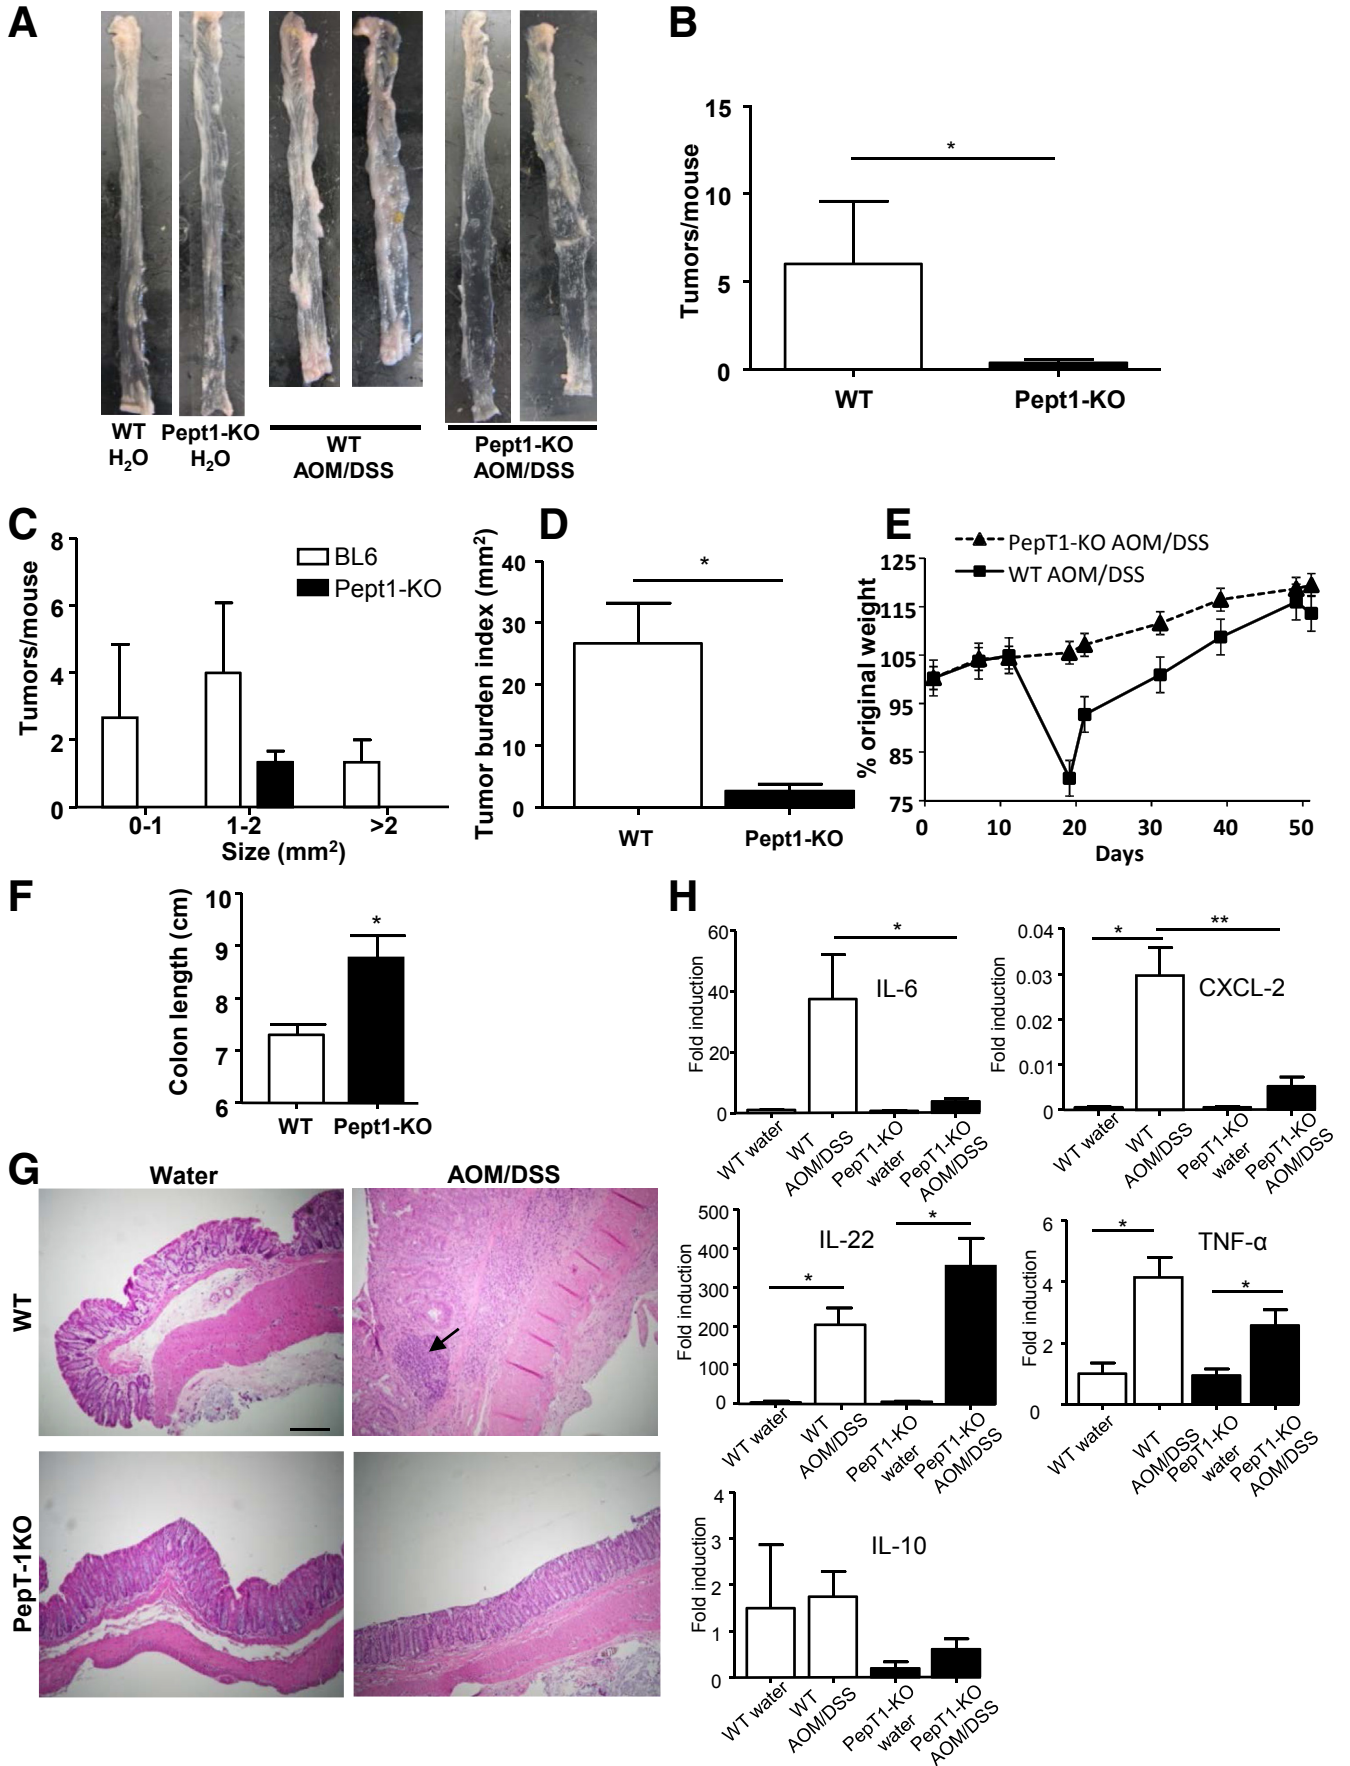 A
WT
H2O
Pept1-KO
H2O
WT
AOM/DSS
Pept1-KO
AOM/DSS
B
Tumors/mouse
15
10
5
0
*
WT
Pept1-KO
C
Tumors/mouse
8
6
4
2
0
BL6
Pept1-KO
0-1
1-2
>2
Size (mm2)
D
Tumor burden index (mm2)
40
30
20
10
0
*
WT
Pept1-KO
E
PepT1-KO AOM/DSS
WT AOM/DSS
% original weight
125
115
105
95
85
75
0
10
20
30
40
50
Days
F
Colon length (cm)
10
9
8
7
6
*
WT
Pept1-KO
G
Water
AOM/DSS
WT
PepT-1KO
H
Fold induction
60
40
20
0
*
IL-6
WT water
WT
AOM/DSS
PepT1-KO
water
PepT1-KO
AOM/DSS
Fold induction
0.04
0.03
0.02
0.01
0
*
**
CXCL-2
WT water
WT
AOM/DSS
PepT1-KO
water
PepT1-KO
AOM/DSS
Fold induction
500
400
300
200
100
0
IL-22
*
*
WT water
WT
AOM/DSS
PepT1-KO
water
PepT1-KO
AOM/DSS
Fold induction
6
4
2
0
*
TNF-α
*
WT water
WT
AOM/DSS
PepT1-KO
water
PepT1-KO
AOM/DSS
Fold induction
4
3
2
1
0
IL-10
WT water
WT
AOM/DSS
PepT1-KO
water
PepT1-KO
AOM/DSS